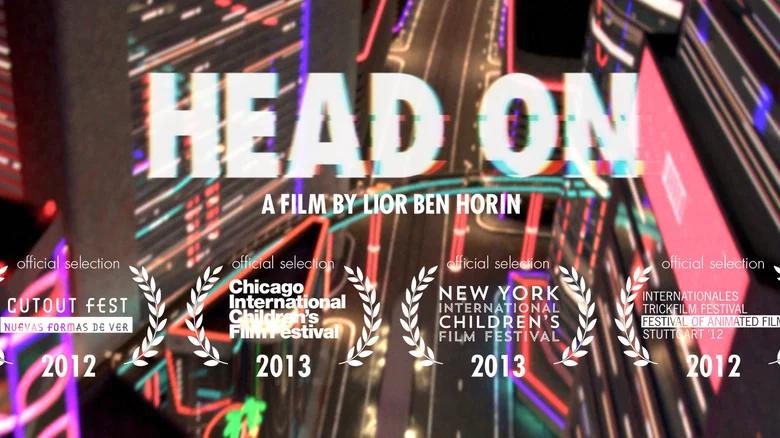 HEAD ON
A FILM BY LIOR BEN HORIN
official selection
CUTOUT FEST
NUEVAS FORMAS DE VER
2012
official selection
Chicago
International
Children's
Film Festival
2013
official selection
NEW YORK
INTERNATIONAL
CHILDREN'S
FILM FESTIVAL
2013
official selection
INTERNATIONALES
TRICKFILM FESTIVAL
FESTIVAL OF ANIMATED FILM
STUTTGART '12
2012